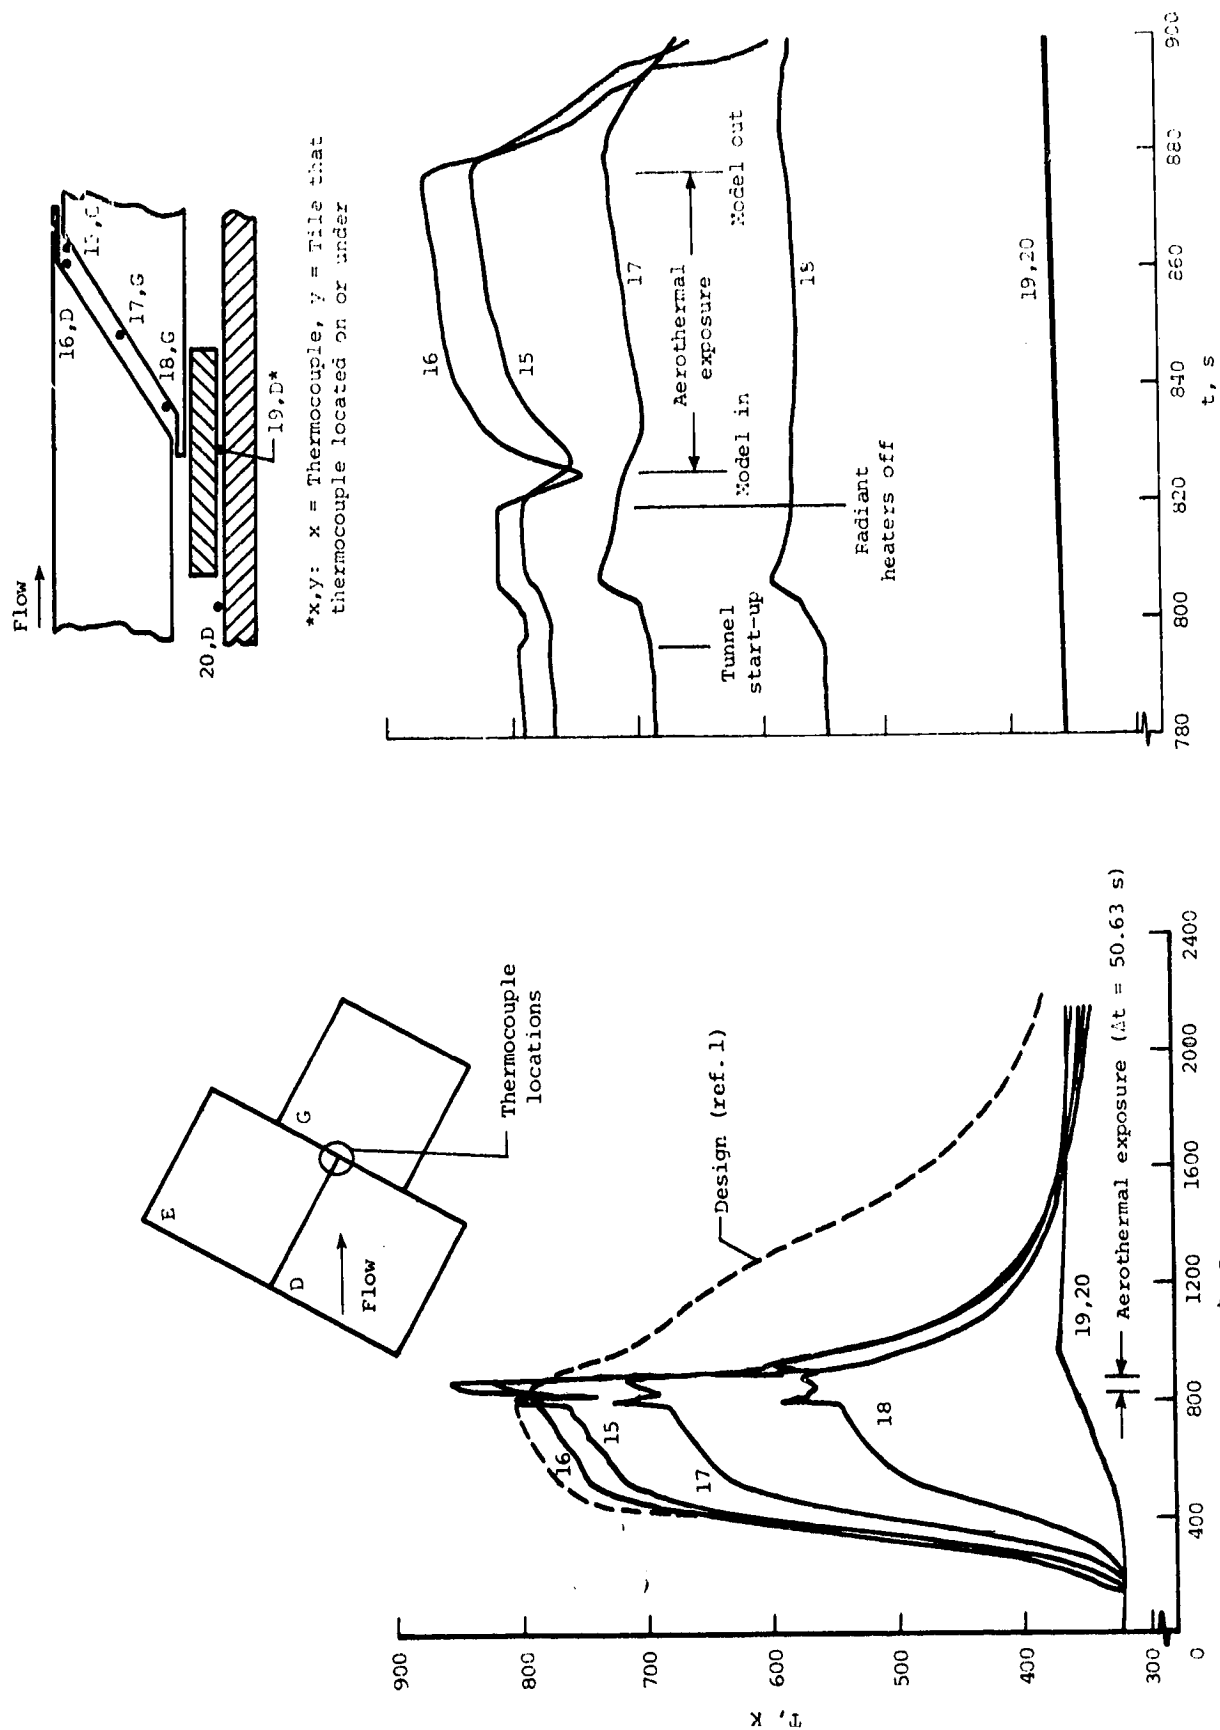 E
D
G
Flow
Thermocouple
locations
Design (ref.1)
T, K
900
800
700
600
500
400
300
16
15
17
18
19,20
Aerothermal exposure (Δt = 50.63 s)
0
400
800
1200
1600
2000
2400
Flow
16,D
17,G
18,G
19,D*
20,D
*x,y: x = Thermocouple, y = Tile that
thermocouple located on or under
16
15
17
18
19,20
Aerothermal
exposure
Model in
Model out
Tunnel
start-up
Radiant
heaters off
780
800
820
840
860
880
900
t, s